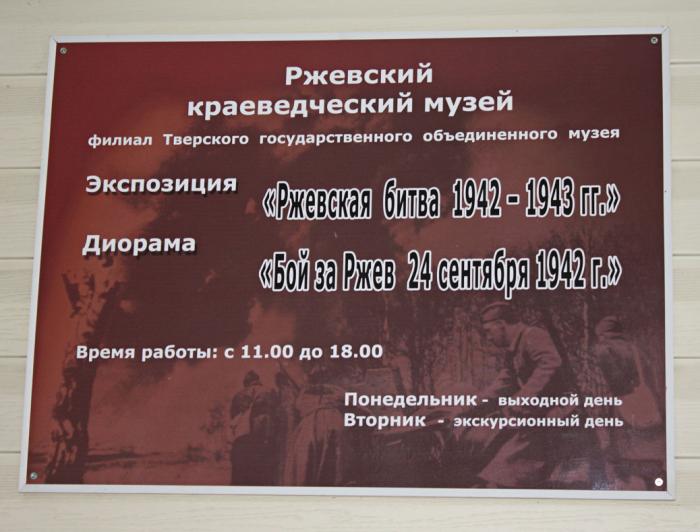 Ржевский
краеведческий музей
филиал Тверского государственного объединенного музея
Экспозиция «Ржевская битва 1942 – 1943 гг.»
Диорама «Бой за Ржев 24 сентября 1942 г.»
Время работы: с 11.00 до 18.00
Понедельник - выходной день
Вторник - экскурсионный день